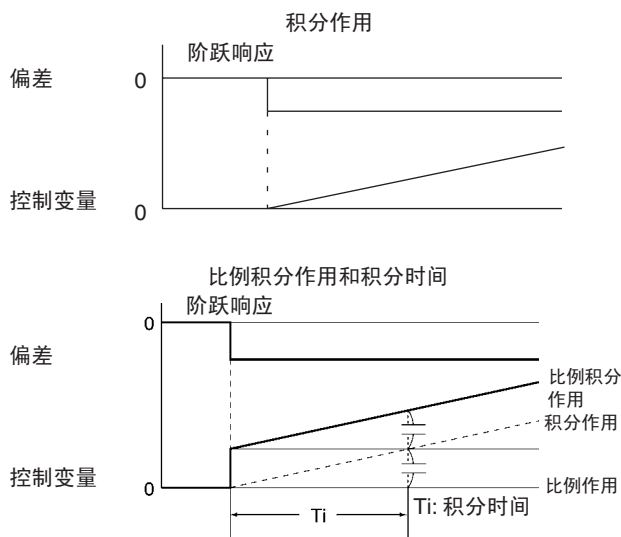 积分作用
阶跃响应
偏差
0
控制变量
0
比例积分作用和积分时间
阶跃响应
0
偏差
比例积分
作用
积分作用
控制变量
0
比例作用
Ti
Ti: 积分时间